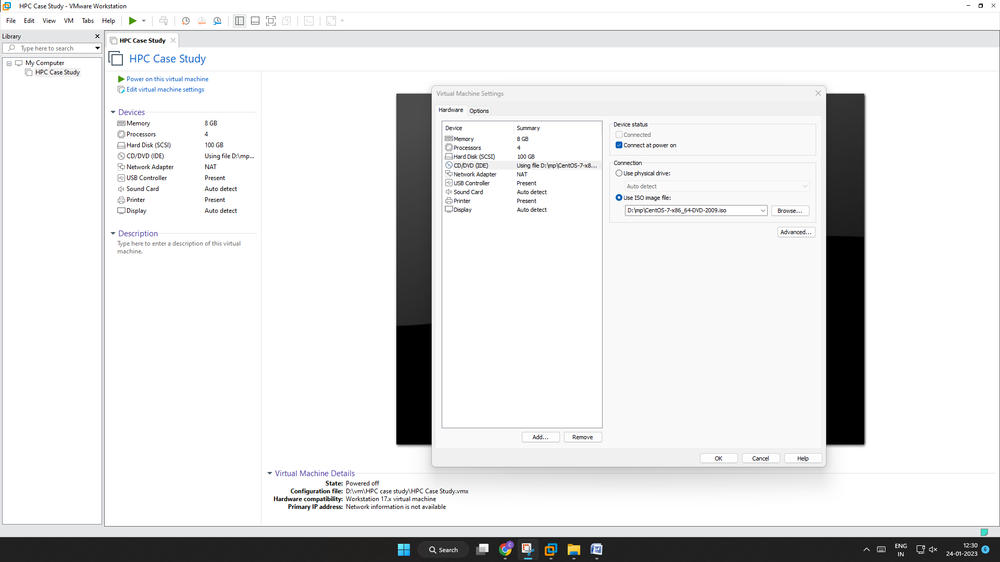 HPC Case Study - VMware Workstation
File Edit View VM Tabs Help
Library
Type here to search
My Computer
HPC Case Study
HPC Case Study
HPC Case Study
Power on this virtual machine
Edit virtual machine settings
Devices
Memory 8 GB
Processors 4
Hard Disk (SCSI) 100 GB
CD/DVD (IDE) Using file D:\mp...
Network Adapter NAT
USB Controller Present
Sound Card Auto detect
Printer Present
Display Auto detect
Description
Type here to enter a description of this virtual
machine.
Virtual Machine Settings
Hardware Options
Device Summary
Memory 8 GB
Processors 4
Hard Disk (SCSI) 100 GB
CD/DVD (IDE) Using file D:\mp\CentOS-7-x8...
Network Adapter NAT
USB Controller Present
Sound Card Auto detect
Printer Present
Display Auto detect
Add... Remove
Device status
Connected
Connect at power on
Connection
Use physical drive:
Auto detect
Use ISO image file:
D:\mp\CentOS-7-x86_64-DVD-2009.iso Browse...
Advanced...
OK Cancel Help
Virtual Machine Details
State: Powered off
Configuration file: D:\vm\HPC case study\HPC Case Study.vmx
Hardware compatibility: Workstation 17.x virtual machine
Primary IP address: Network information is not available
Search
C
W
ENG
IN
12:30
24-01-2023
6